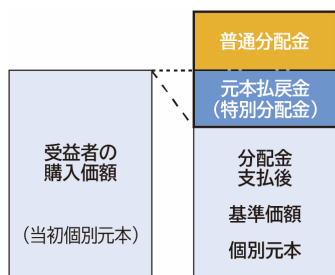 普通分配金
元本払戻金
（特別分配金）
受益者の
購入価額
（当初個別元本）
分配金
支払後
基準価額
個別元本